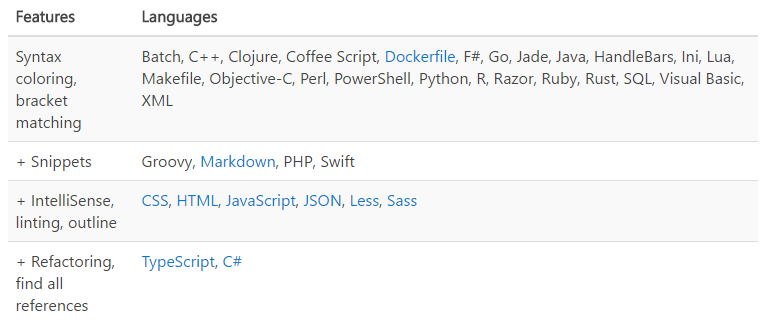 Features Languages
Syntax coloring, bracket matching
Batch, C++, Clojure, Coffee Script, Dockerfile, F#, Go, Jade, Java, HandleBars, Ini, Lua,
Makefile, Objective-C, Perl, PowerShell, Python, R, Razor, Ruby, Rust, SQL, Visual Basic,
XML
+ Snippets
Groovy, Markdown, PHP, Swift
+ IntelliSense,
linting, outline
CSS, HTML, JavaScript, JSON, Less, Sass
+ Refactoring,
find all
references
TypeScript, C#